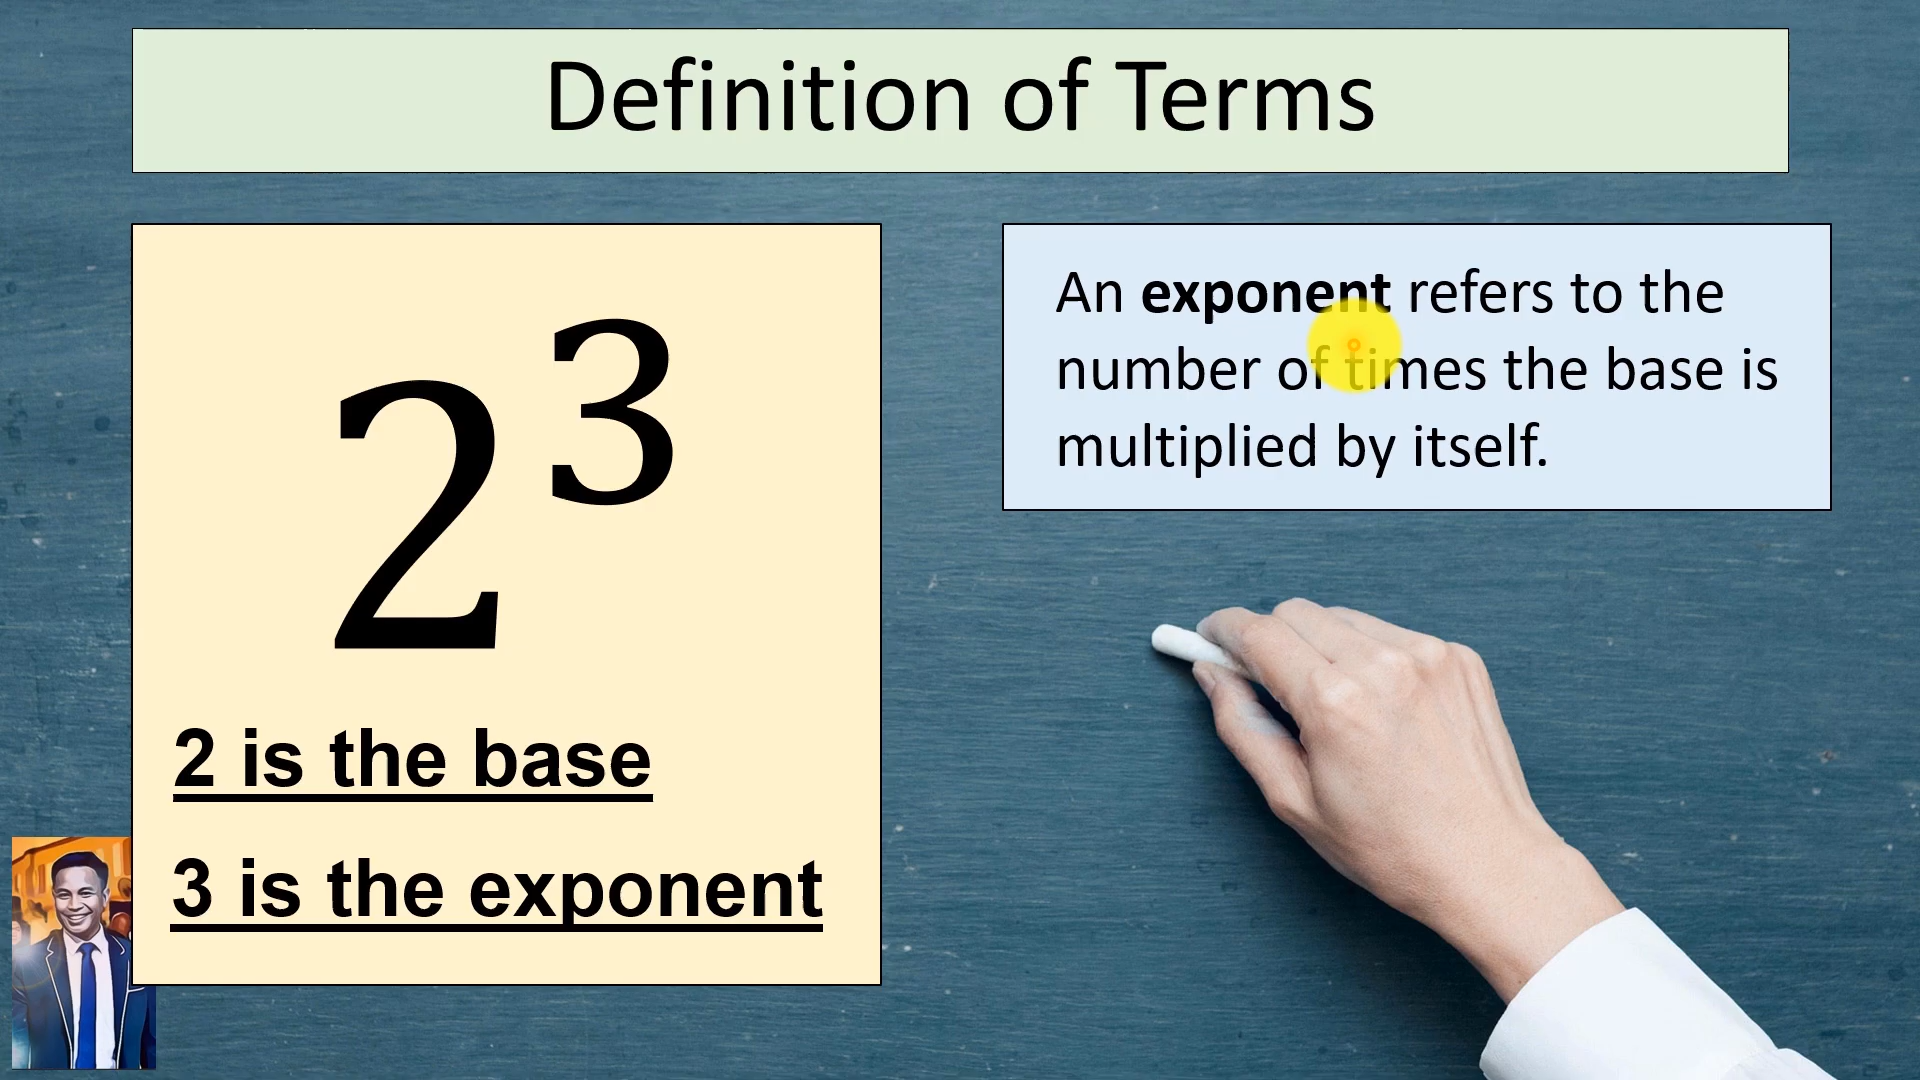 Definition of Terms
2³
2 is the base
3 is the exponent
An exponent refers to the
number of times the base is
multiplied by itself.